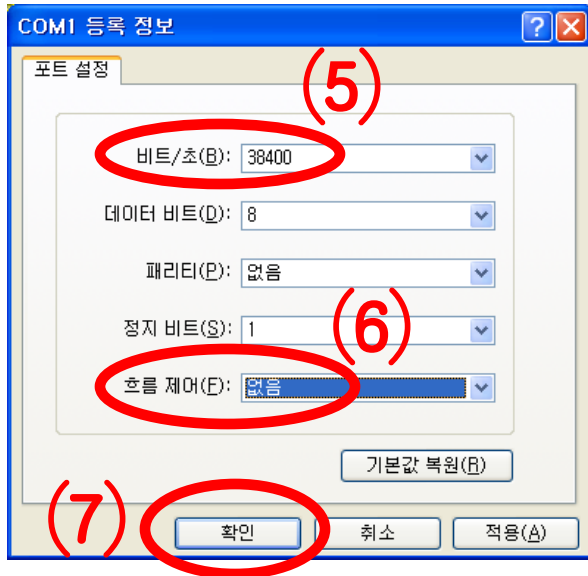 COM1 등록 정보
포트 설정
(5)
비트/초(B): 38400
데이터 비트(D): 8
패리티(P): 없음
정지 비트(S): 1
(6)
흐름 제어(F): 없음
기본값 복원(R)
(7)
확인 취소 적용(A)